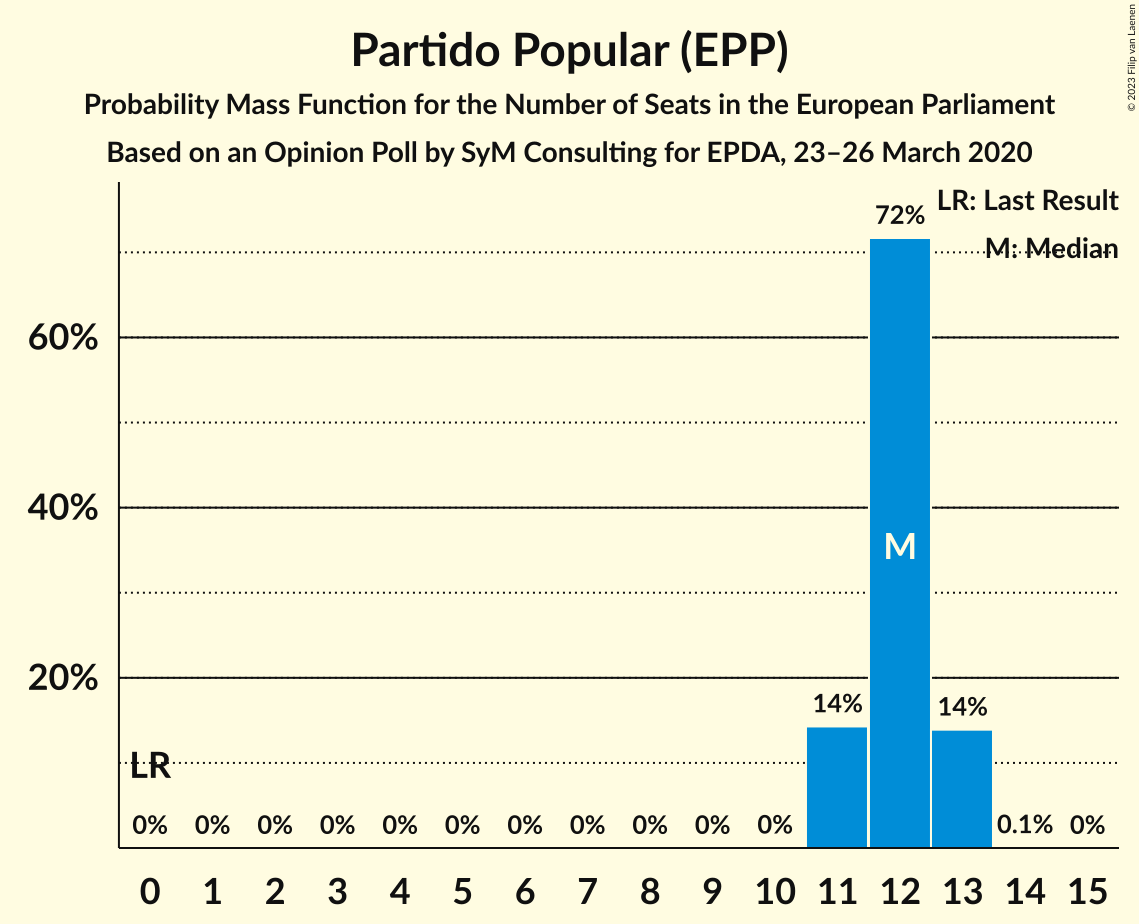 Partido Popular (EPP)
Probability Mass Function for the Number of Seats in the European Parliament
Based on an Opinion Poll by SyM Consulting for EPDA, 23–26 March 2020
© 2023 Filip van Laenen
LR: Last Result
M: Median
72%
60%
40%
M
20%
14%
14%
LR
0% 0% 0% 0% 0% 0% 0% 0% 0% 0% 0% 0.1% 0%
0 1 2 3 4 5 6 7 8 9 10 11 12 13 14 15